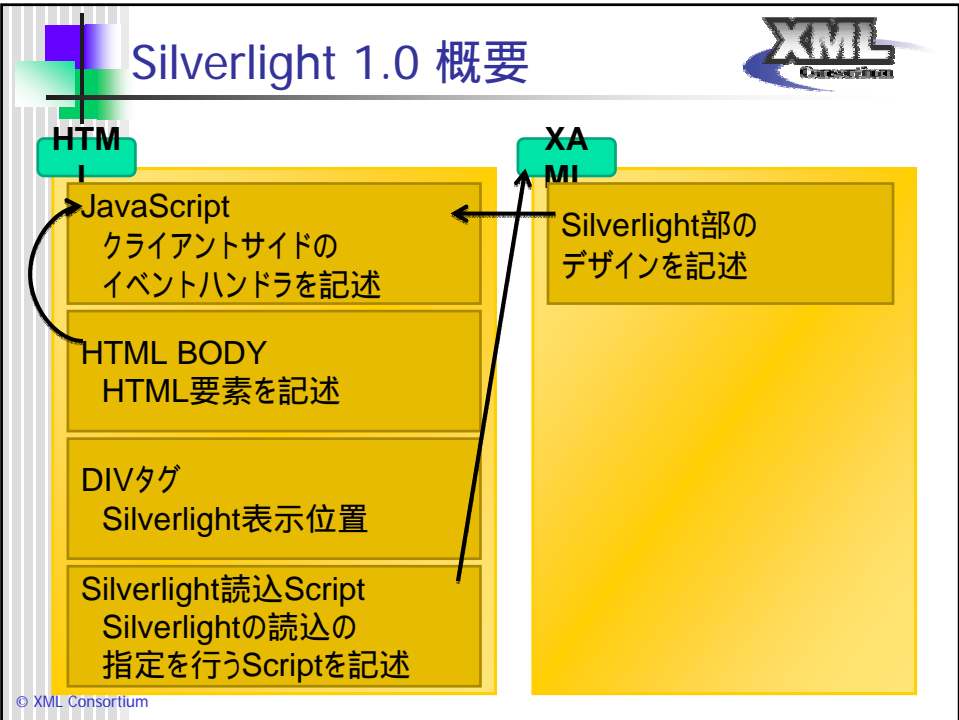 Silverlight 1.0 概要
XML
Consortium
HTM
L
JavaScript
クライアントサイドの
イベントハンドラを記述
HTML BODY
HTML要素を記述
DIVタグ
Silverlight表示位置
Silverlight読込Script
Silverlightの読込の
指定を行うScriptを記述
XA
ML
Silverlight部の
デザインを記述
© XML Consortium